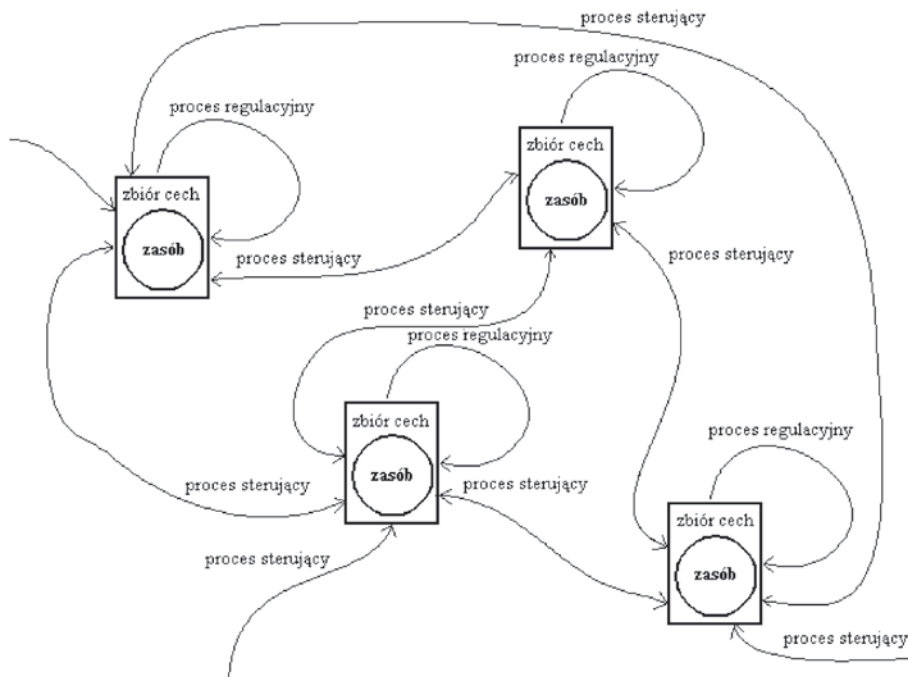 proces sterujący
proces regulacyjny
proces regulacyjny
zbiór cech
zasób
zbiór cech
zasób
proces sterujący
proces sterujący
proces sterujący
proces regulacyjny
zbiór cech
zasób
proces regulacyjny
proces sterujący
proces sterujący
zbiór cech
zasób
proces sterujący
proces sterujący